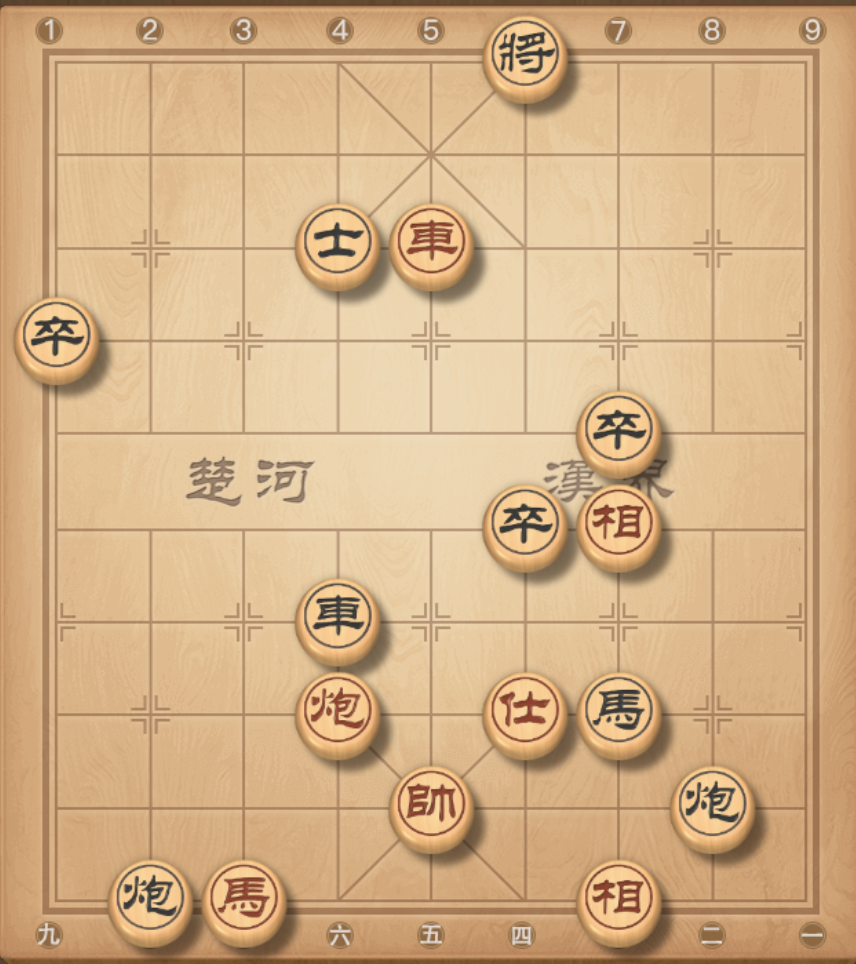 1 2 3 4 5 7 8 9
將
士 車
卒
卒
楚河 漢界
卒 相
車
炮 仕 馬
帥 炮
炮 馬 相
九 六 五 四 二 一